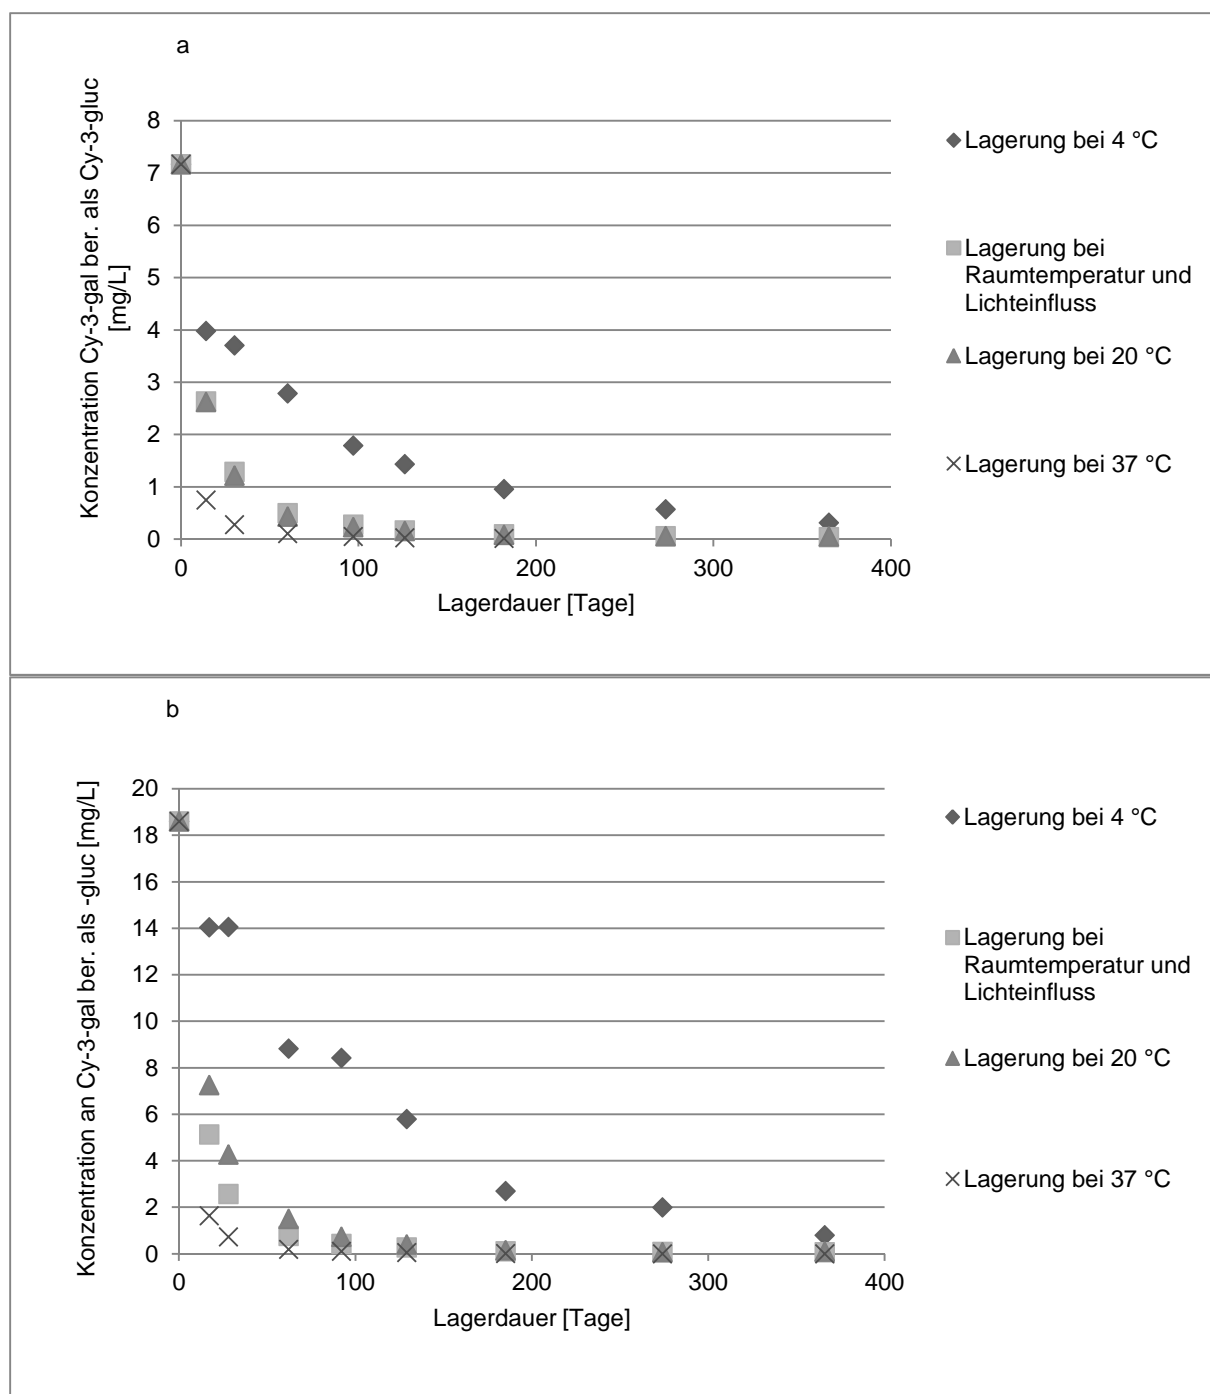 a
Konzentration Cy-3-gal ber. als Cy-3-gluc
[mg/L]
8
7
6
5
4
3
2
1
0
0
100
200
300
400
Lagerdauer [Tage]
Lagerung bei 4 °C
Lagerung bei
Raumtemperatur und
Lichteinfluss
Lagerung bei 20 °C
Lagerung bei 37 °C
b
Konzentration an Cy-3-gal ber. als -gluc [mg/L]
20
18
16
14
12
10
8
6
4
2
0
0
100
200
300
400
Lagerdauer [Tage]
Lagerung bei 4 °C
Lagerung bei
Raumtemperatur und
Lichteinfluss
Lagerung bei 20 °C
Lagerung bei 37 °C